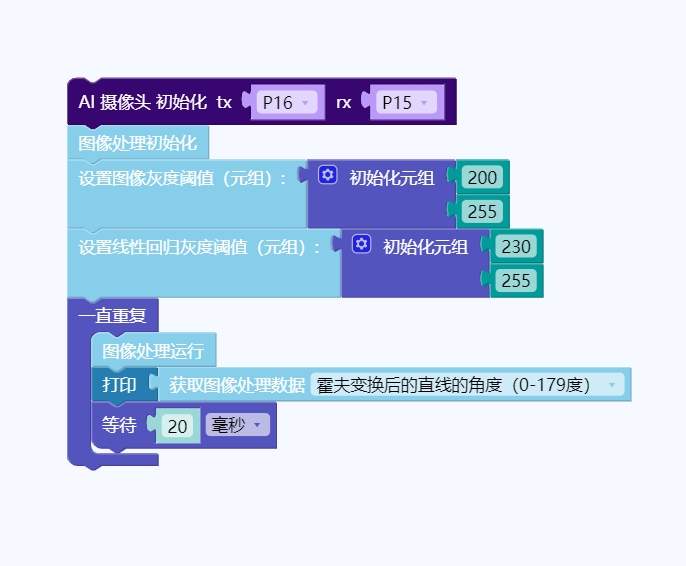 AI 摄像头 初始化 tx P16 rx P15
图像处理初始化
设置图像灰度阈值（元组）: 初始化元组 200
255
设置线性回归灰度阈值（元组）: 初始化元组 230
255
一直重复
图像处理运行
打印 获取图像处理数据 霍夫变换后的直线的角度（0-179度）
等待 20 毫秒